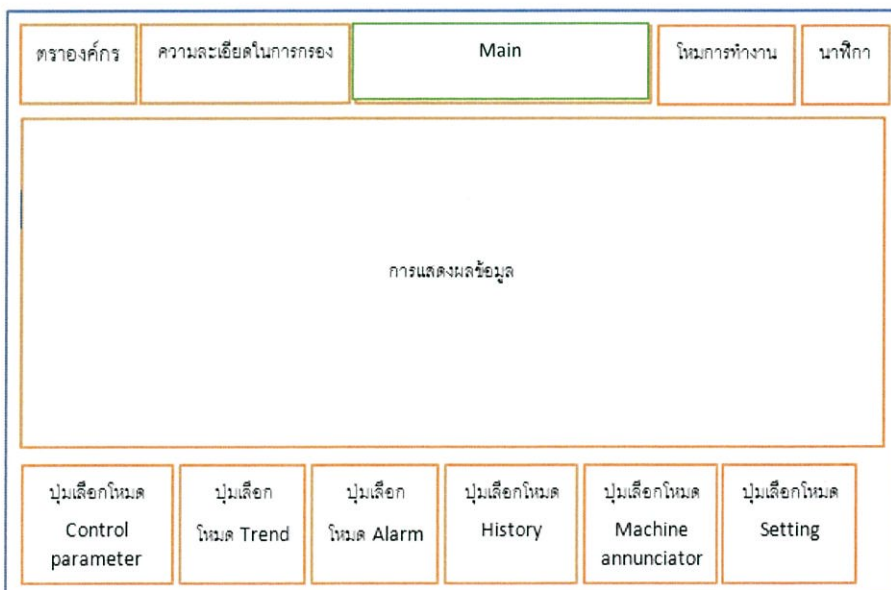 ตราองค์กร
ความละเอียดในการกรอง
Main
โหมการทำงาน
นาฬิกา
การแสดงผลข้อมูล
ปุ่มเลือกโหมด
Control
parameter
ปุ่มเลือก
โหมด Trend
ปุ่มเลือก
โหมด Alarm
ปุ่มเลือกโหมด
History
ปุ่มเลือกโหมด
Machine
annunciator
ปุ่มเลือกโหมด
Setting